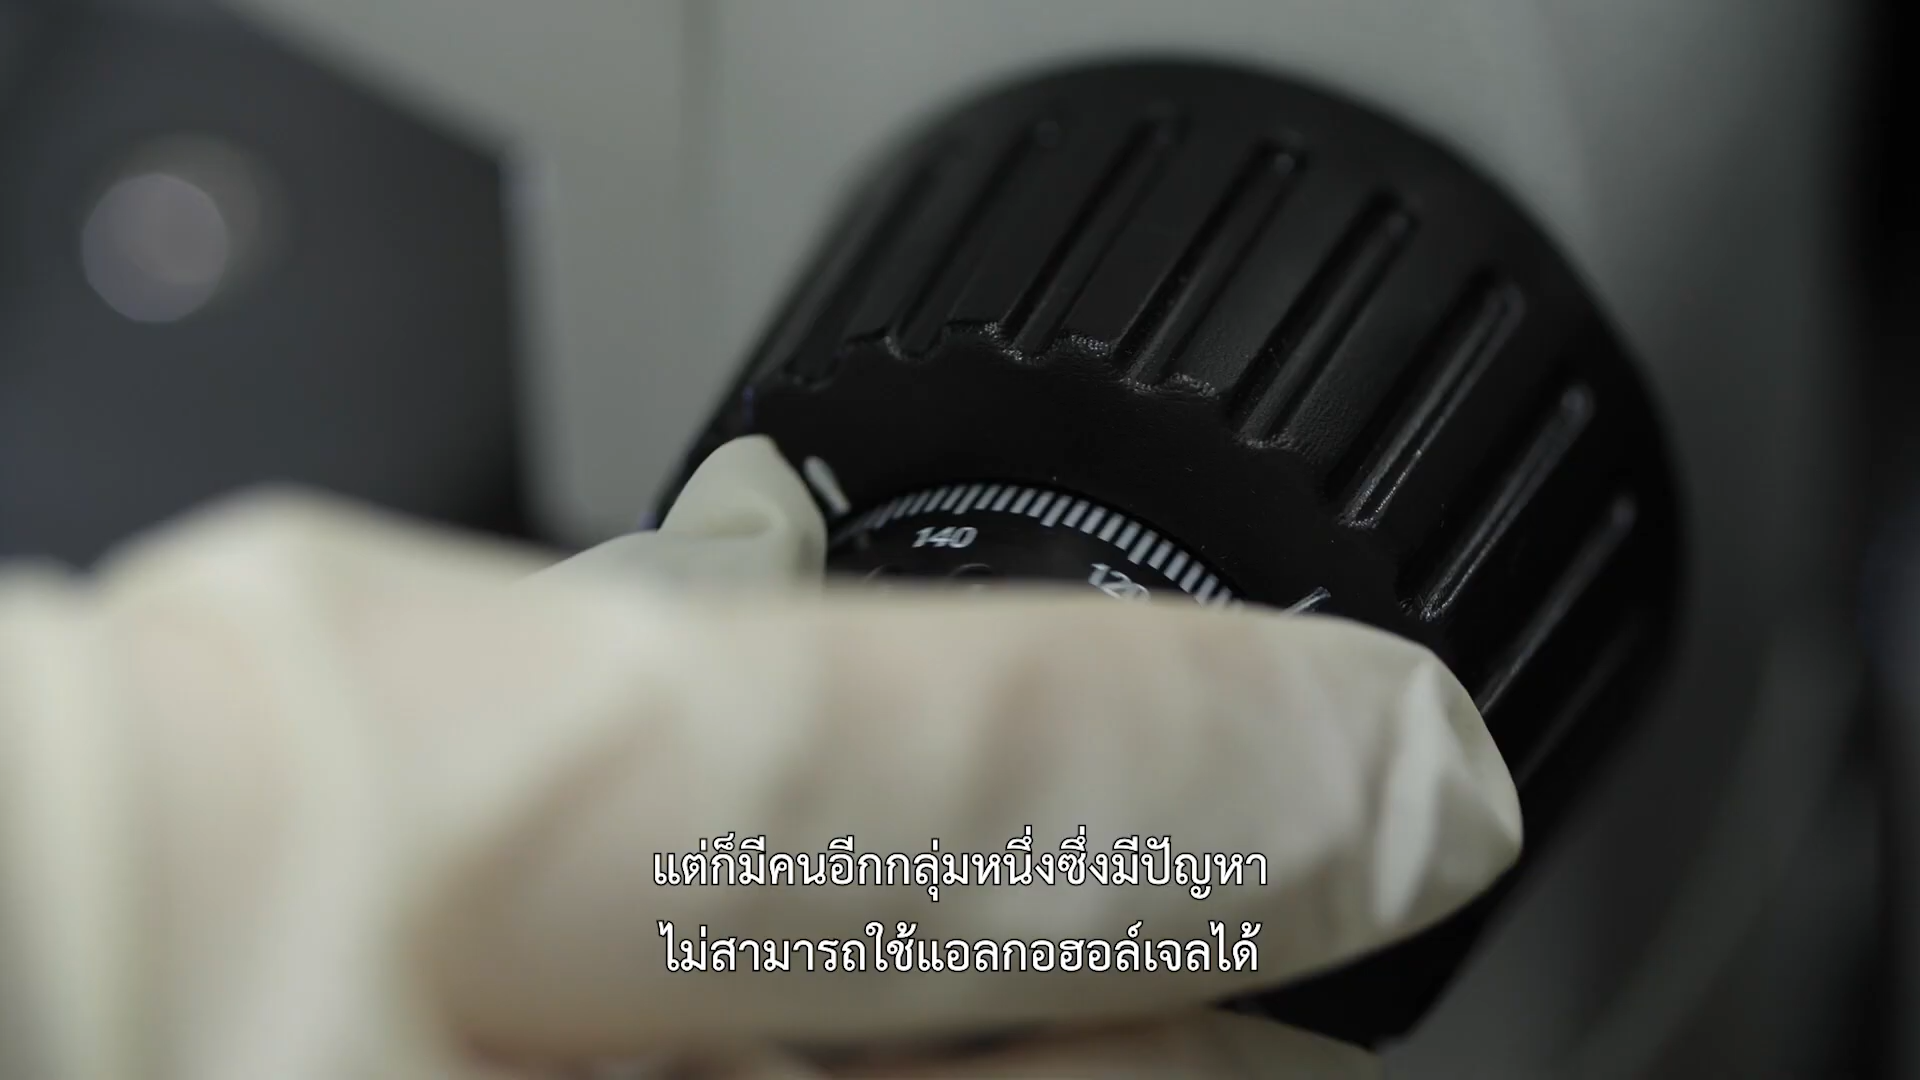 140
120
แต่ก็มีคนอีกกลุ่มหนึ่งซึ่งมีปัญหา
ไม่สามารถใช้แอลกอฮอล์เจลได้